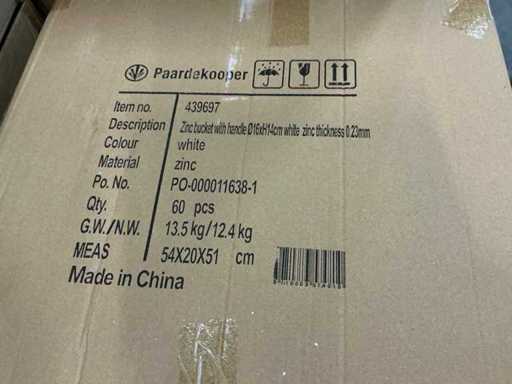 Paardekooper
Item no. 439697
Description Zinc bucket with handle Ø16xH14cm white zinc thickness 0.23mm
Colour white
Material zinc
Po. No. PO-000011638-1
Qty. 60 pcs
G.W./N.W. 13.5 kg/12.4 kg
MEAS 54X20X51 cm
Made in China